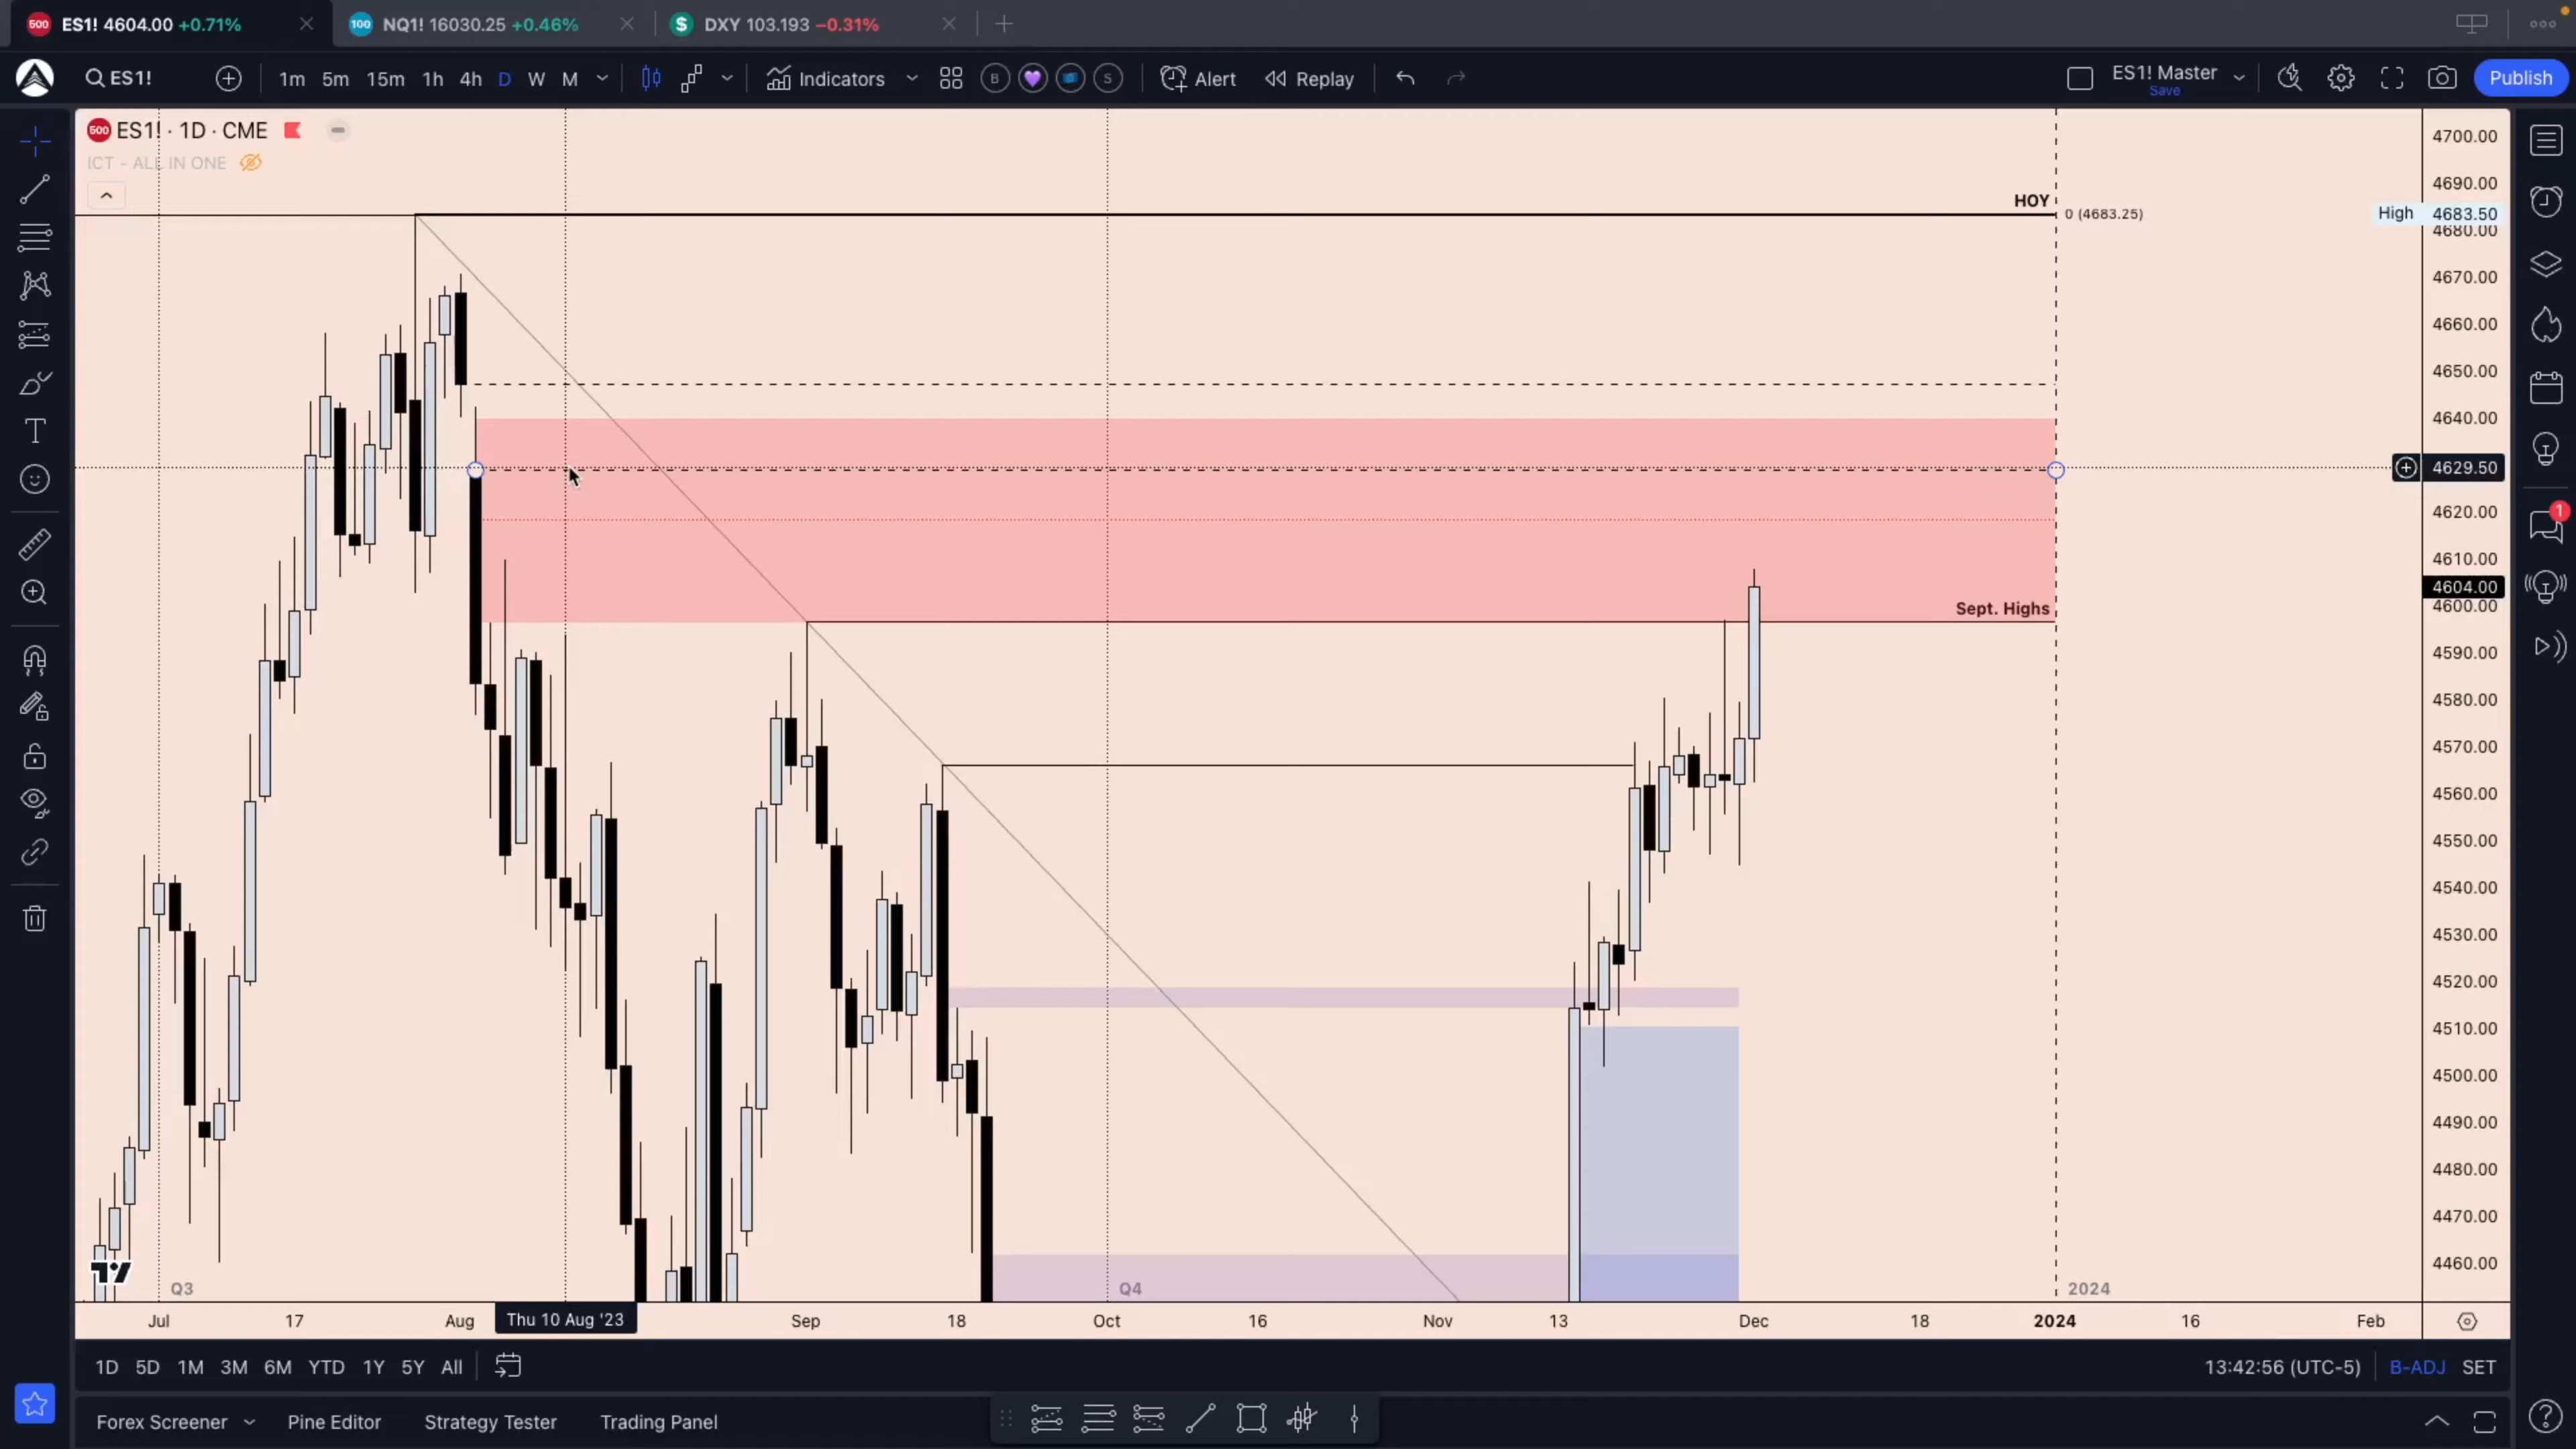 500 ES1! 4604.00 +0.71%
100 NQ1! 16030.25 +0.46%
$ DXY 103.193 −0.31%
ES1!
1m 5m 15m 1h 4h D W M
Indicators
B
S
Alert
Replay
ES1! Master
Save
Publish
500 ES1! · 1D · CME
ICT - ALL IN ONE
HOY
0 (4683.25)
High 4683.50
Sept. Highs
4700.00
4690.00
4680.00
4670.00
4660.00
4650.00
4640.00
4629.50
4620.00
4610.00
4604.00
4600.00
4590.00
4580.00
4570.00
4560.00
4550.00
4540.00
4530.00
4520.00
4510.00
4500.00
4490.00
4480.00
4470.00
4460.00
1
Q3
Q4
2024
Jul 17 Aug Thu 10 Aug '23 Sep 18 Oct 16 Nov 13 Dec 18 2024 16 Feb
1D 5D 1M 3M 6M YTD 1Y 5Y All
13:42:56 (UTC-5) B-ADJ SET
Forex Screener Pine Editor Strategy Tester Trading Panel